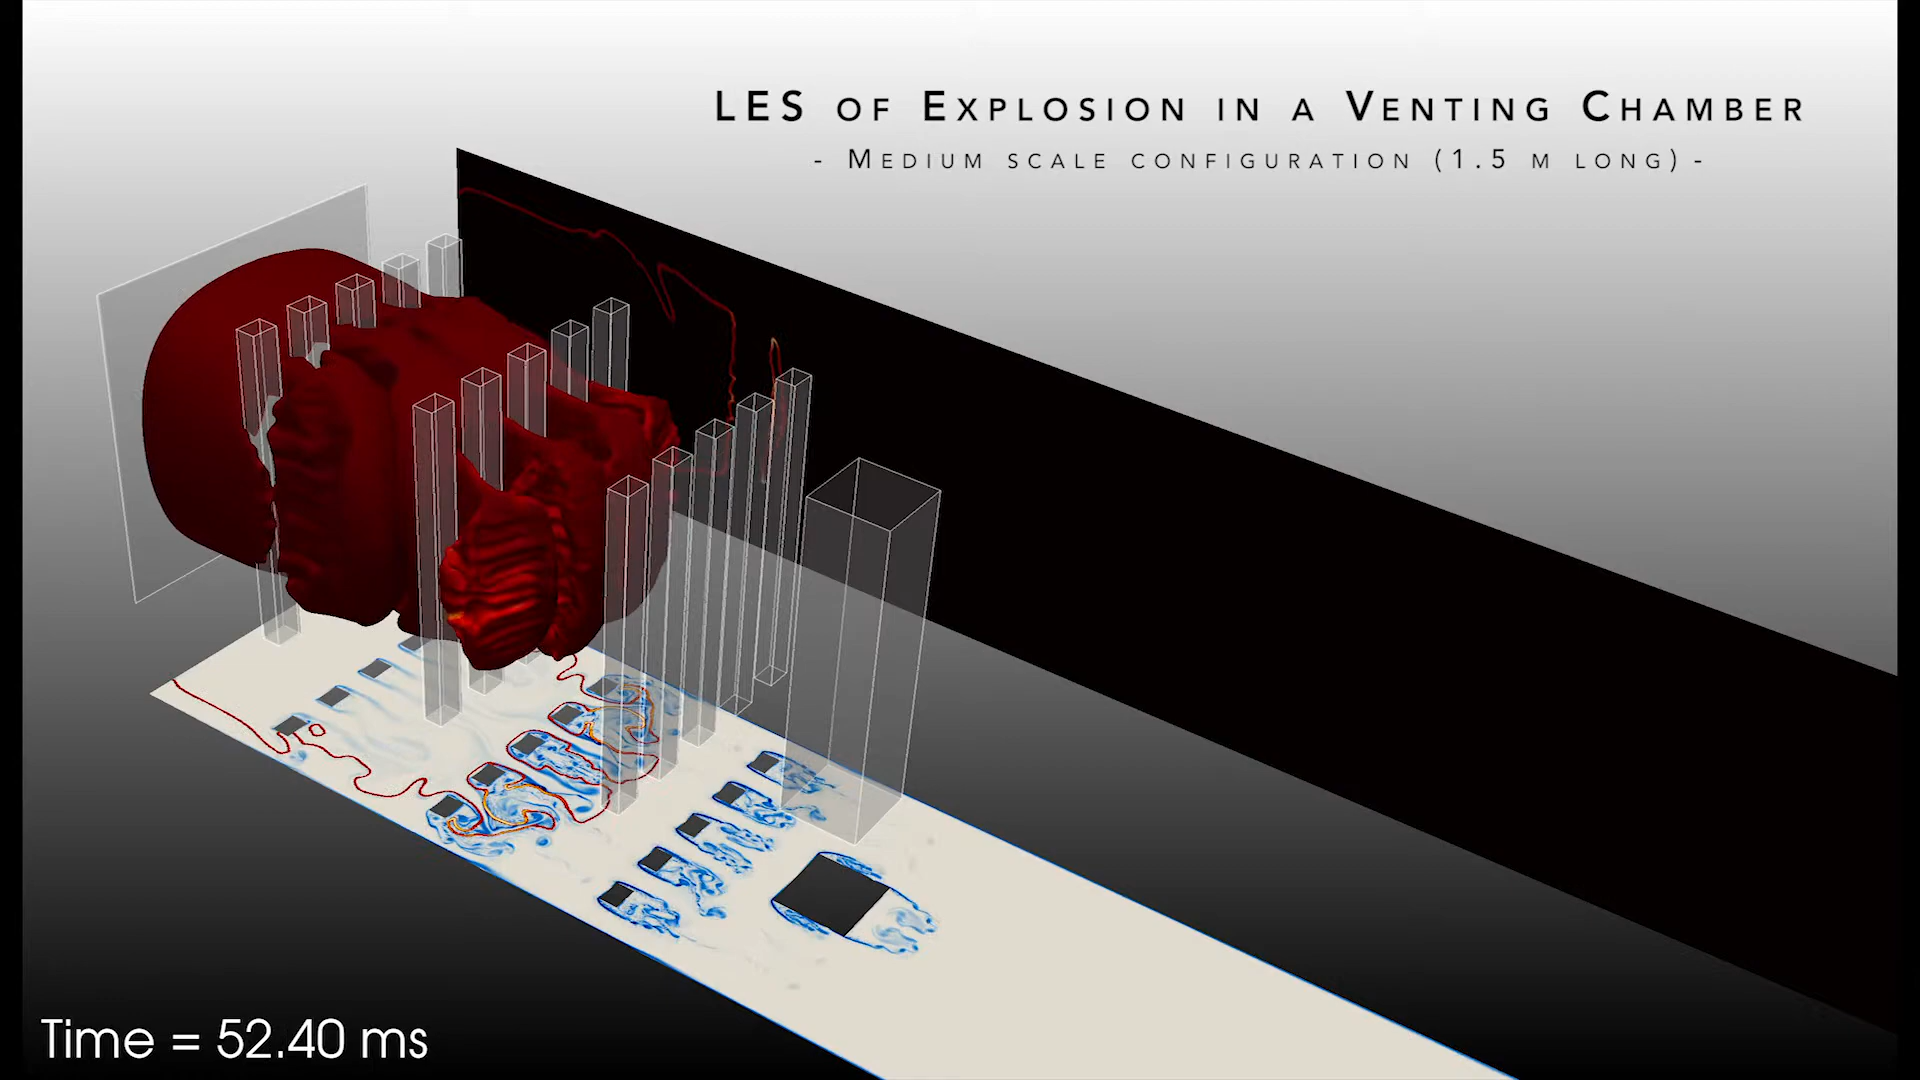 LES of Explosion in a Venting Chamber
- Medium scale configuration (1.5 m long) -
Time = 52.40 ms